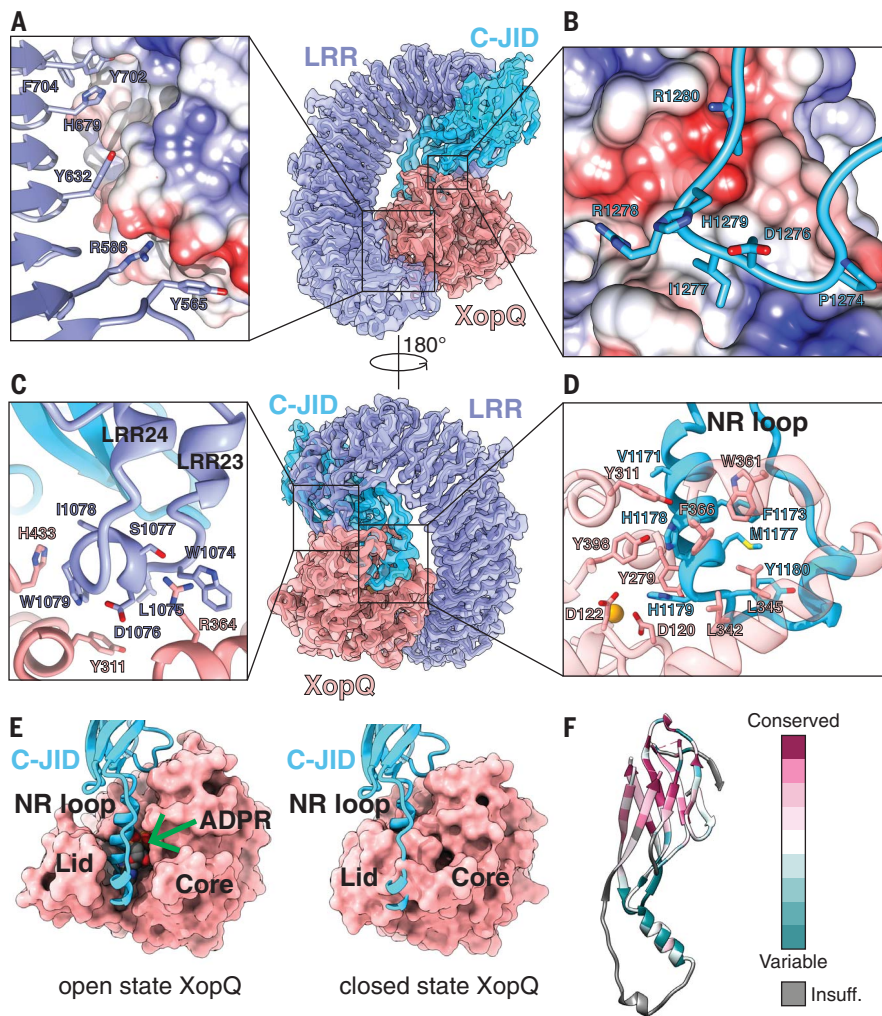 A
F704
Y702
H679
Y632
R586
Y565
LRR
C-JID
XopQ
180°
B
R1280
R1278
H1279
D1276
I1277
P1274
C
LRR24
LRR23
I1078
S1077
H433
W1074
W1079
L1075
D1076
R364
Y311
C-JID
LRR
XopQ
D
NR loop
V1171
W361
Y311
F366
F1173
H1178
M1177
Y398
Y279
Y1180
H1179
L345
D122
D120
L342
E
C-JID
NR loop
ADPR
Lid
Core
open state XopQ
C-JID
NR loop
Lid
Core
closed state XopQ
F
Conserved
Variable
Insuff.